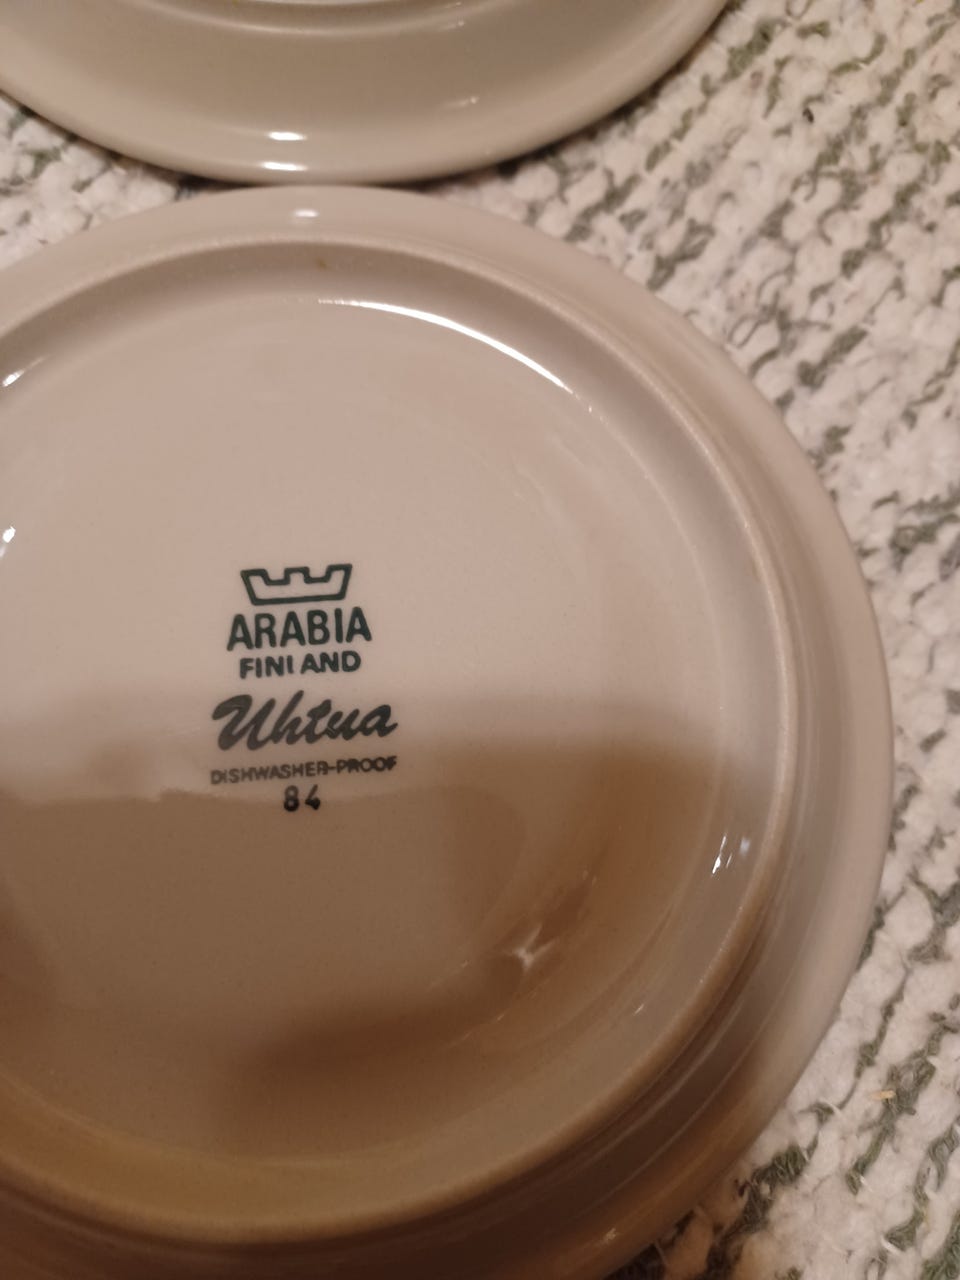 ARABIA
FINLAND
Uhtua
DISHWASHER-PROOF
84